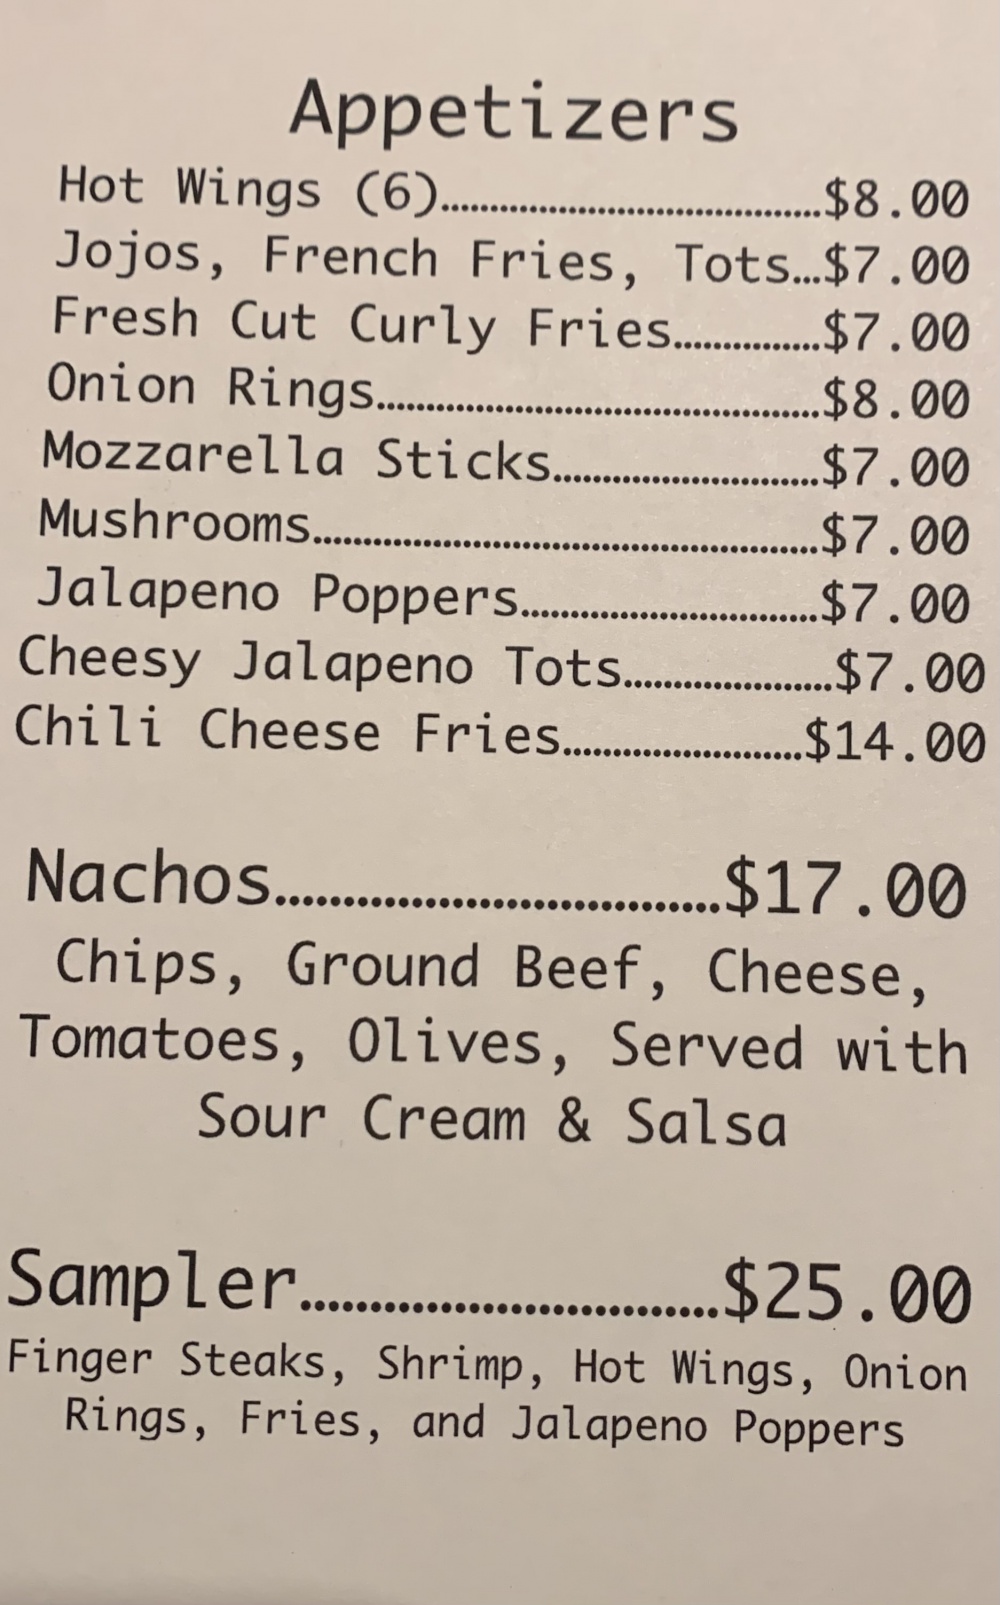 Appetizers
Hot Wings (6)……………………………………$8.00
Jojos, French Fries, Tots…$7.00
Fresh Cut Curly Fries……………$7.00
Onion Rings…………………………………………$8.00
Mozzarella Sticks…………………………$7.00
Mushrooms…………………………………………………$7.00
Jalapeno Poppers……………………………$7.00
Cheesy Jalapeno Tots……………………$7.00
Chili Cheese Fries………………………$14.00
Nachos………………………………$17.00
Chips, Ground Beef, Cheese,
Tomatoes, Olives, Served with
Sour Cream & Salsa
Sampler……………………………$25.00
Finger Steaks, Shrimp, Hot Wings, Onion
Rings, Fries, and Jalapeno Poppers